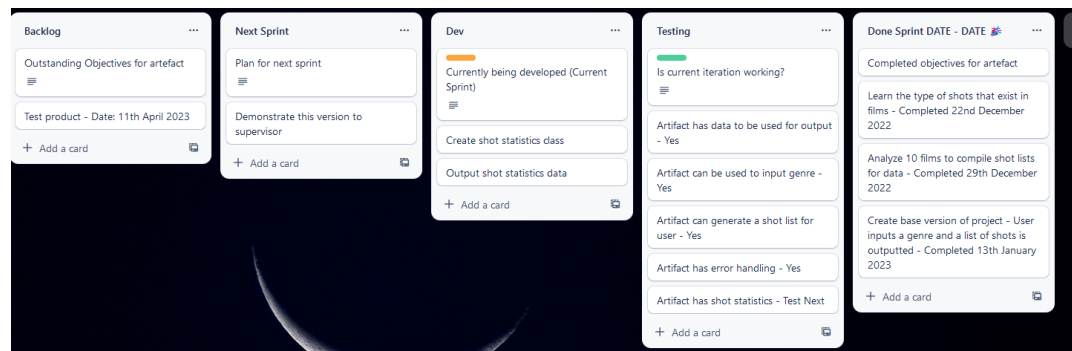 Backlog
Outstanding Objectives for artefact
Test product - Date: 11th April 2023
+ Add a card
Next Sprint
Plan for next sprint
Demonstrate this version to
supervisor
+ Add a card
Dev
Currently being developed (Current
Sprint)
Create shot statistics class
Output shot statistics data
+ Add a card
Testing
Is current iteration working?
Artifact has data to be used for output
- Yes
Artifact can be used to input genre -
Yes
Artifact can generate a shot list for
user - Yes
Artifact has error handling - Yes
Artifact has shot statistics - Test Next
+ Add a card
Done Sprint DATE - DATE 🎉
Completed objectives for artefact
Learn the type of shots that exist in
films - Completed 22nd December
2022
Analyze 10 films to compile shot lists
for data - Completed 29th December
2022
Create base version of project - User
inputs a genre and a list of shots is
outputted - Completed 13th January
2023
+ Add a card